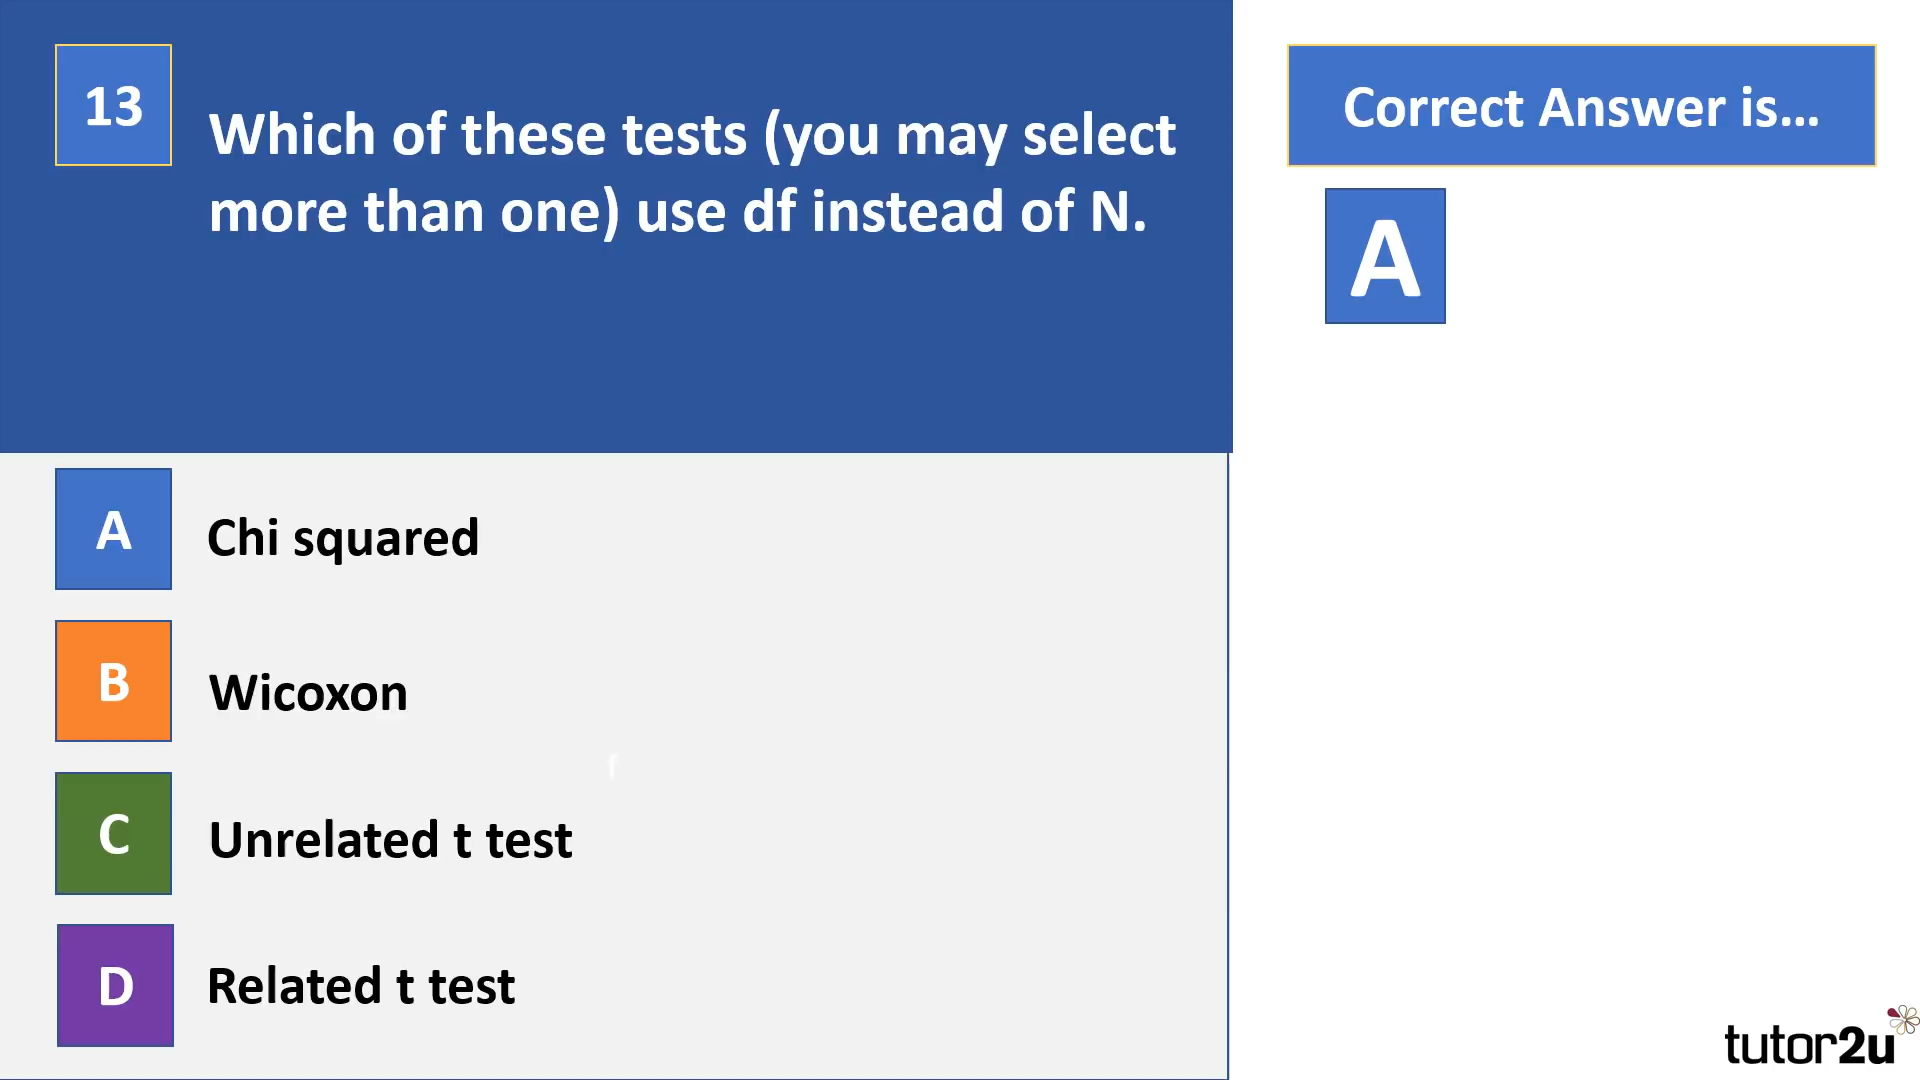 13
Which of these tests (you may select
more than one) use df instead of N.
A
Chi squared
B
Wicoxon
f
C
Unrelated t test
D
Related t test
Correct Answer is...
A
tutor2u